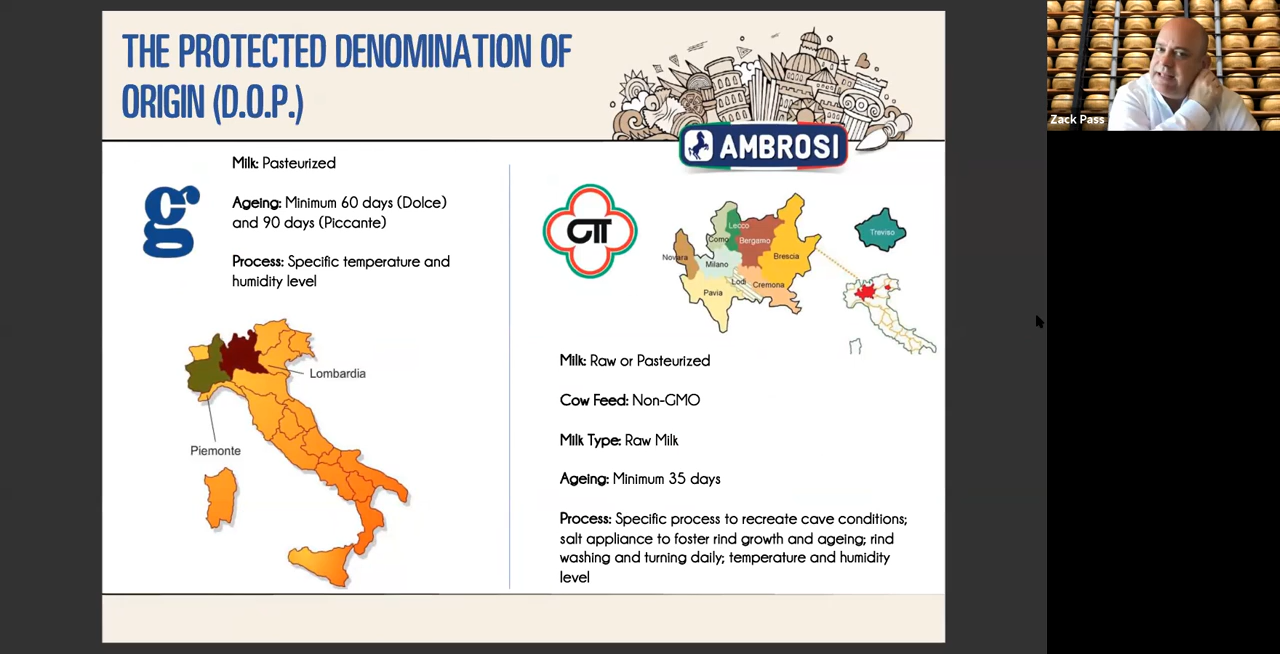 THE PROTECTED DENOMINATION OF
ORIGIN (D.O.P.)
AMBROSI
Zack Pass
g
Milk: Pasteurized
Ageing: Minimum 60 days (Dolce)
and 90 days (Piccante)
Process: Specific temperature and
humidity level
Lombardia
Piemonte
Lecco
Como
Bergamo
Novara
Milano
Brescia
Lodi
Cremona
Pavia
Treviso
Milk: Raw or Pasteurized
Cow Feed: Non-GMO
Milk Type: Raw Milk
Ageing: Minimum 35 days
Process: Specific process to recreate cave conditions;
salt appliance to foster rind growth and ageing; rind
washing and turning daily; temperature and humidity
level